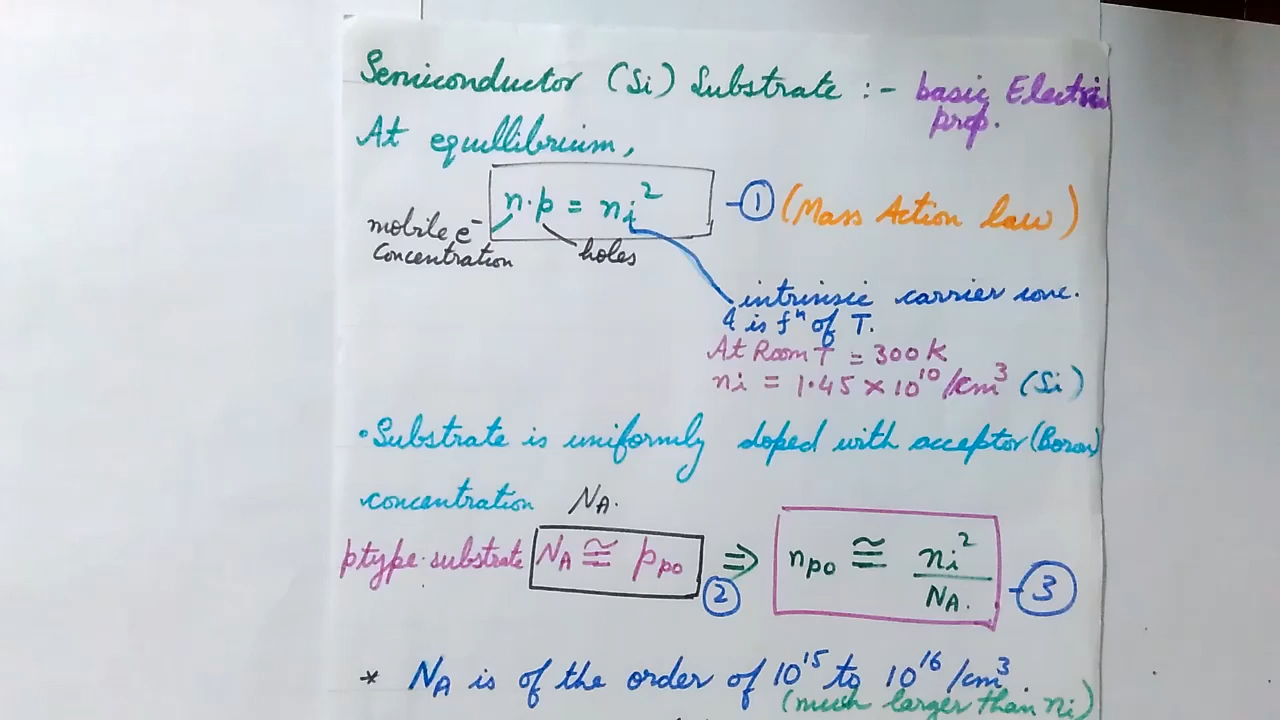 Semiconductor (Si) Substrate :- basic Electrical prop.
At equillibrium,
n.p = ni² - ① (Mass Action law)
mobile e⁻ concentration
holes
intrinsic carrier conc.
& is fⁿ of T.
At Room T = 300 K
ni = 1.45 × 10¹⁰/cm³ (Si)
• Substrate is uniformly doped with acceptor (Boron)
concentration NA.
ptype substrate NA ≅ ppo ② ⇒ npo ≅ ni²/NA. - ③
* NA is of the order of 10¹⁵ to 10¹⁶ /cm³.
(much larger than ni)